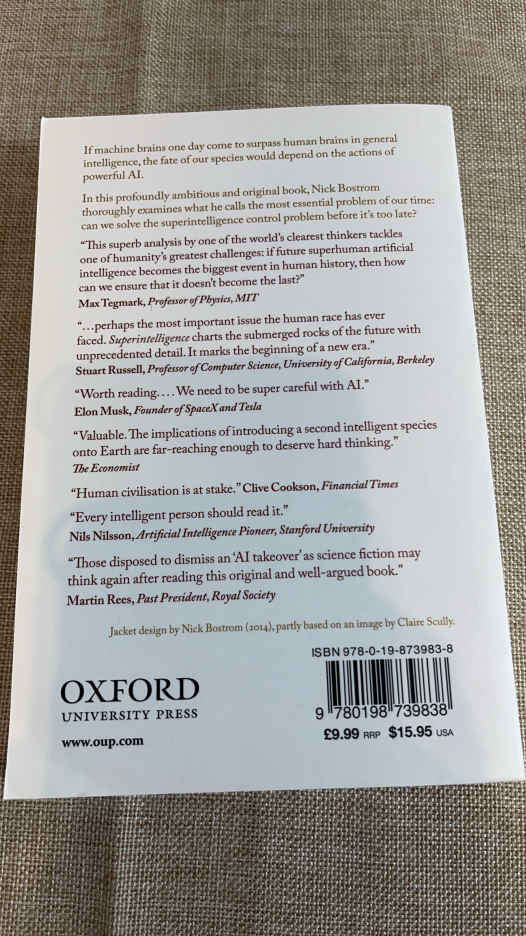 If machine brains one day come to surpass human brains in general
intelligence, the fate of our species would depend on the actions of
powerful AI.
In this profoundly ambitious and original book, Nick Bostrom
thoroughly examines what he calls the most essential problem of our time:
can we solve the superintelligence control problem before it's too late?
“This superb analysis by one of the world's clearest thinkers tackles
one of humanity's greatest challenges: if future superhuman artificial
intelligence becomes the biggest event in human history, then how
can we ensure that it doesn't become the last?”
Max Tegmark, Professor of Physics, MIT
“…perhaps the most important issue the human race has ever
faced. Superintelligence charts the submerged rocks of the future with
unprecedented detail. It marks the beginning of a new era.”
Stuart Russell, Professor of Computer Science, University of California, Berkeley
“Worth reading.… We need to be super careful with AI.”
Elon Musk, Founder of SpaceX and Tesla
“Valuable. The implications of introducing a second intelligent species
onto Earth are far-reaching enough to deserve hard thinking.”
The Economist
“Human civilisation is at stake.” Clive Cookson, Financial Times
“Every intelligent person should read it.”
Nils Nilsson, Artificial Intelligence Pioneer, Stanford University
“Those disposed to dismiss an ‘AI takeover’ as science fiction may
think again after reading this original and well-argued book.”
Martin Rees, Past President, Royal Society
Jacket design by Nick Bostrom (2014), partly based on an image by Claire Scully.
OXFORD
UNIVERSITY PRESS
www.oup.com
ISBN 978-0-19-873983-8
9 780198 739838
£9.99 RRP $15.95 USA